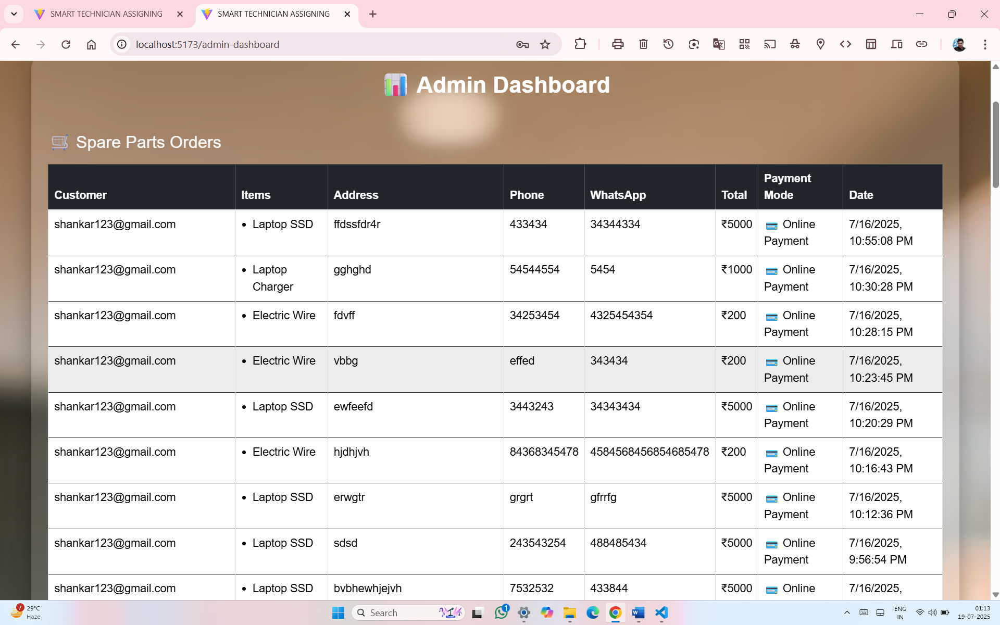 SMART TECHNICIAN ASSIGNING
SMART TECHNICIAN ASSIGNING
localhost:5173/admin-dashboard
Admin Dashboard
Spare Parts Orders
Customer Items Address Phone WhatsApp Total Payment Mode Date
shankar123@gmail.com Laptop SSD ffdssfdr4r 433434 34344334 ₹5000 Online Payment 7/16/2025, 10:55:08 PM
shankar123@gmail.com Laptop Charger gghghd 54544554 5454 ₹1000 Online Payment 7/16/2025, 10:30:28 PM
shankar123@gmail.com Electric Wire fdvff 34253454 4325454354 ₹200 Online Payment 7/16/2025, 10:28:15 PM
shankar123@gmail.com Electric Wire vbbg effed 343434 ₹200 Online Payment 7/16/2025, 10:23:45 PM
shankar123@gmail.com Laptop SSD ewfeefd 3443243 34343434 ₹5000 Online Payment 7/16/2025, 10:20:29 PM
shankar123@gmail.com Electric Wire hjdhjvh 84368345478 4584568456854685478 ₹200 Online Payment 7/16/2025, 10:16:43 PM
shankar123@gmail.com Laptop SSD erwgtr grgrt gfrrfg ₹5000 Online Payment 7/16/2025, 10:12:36 PM
shankar123@gmail.com Laptop SSD sdsd 243543254 488485434 ₹5000 Online Payment 7/16/2025, 9:56:54 PM
shankar123@gmail.com Laptop SSD bvbhewhjejvh 7532532 433844 ₹5000 Online 7/16/2025,
7
29°C
Haze
Search
1
ENG
IN
01:13
19-07-2025